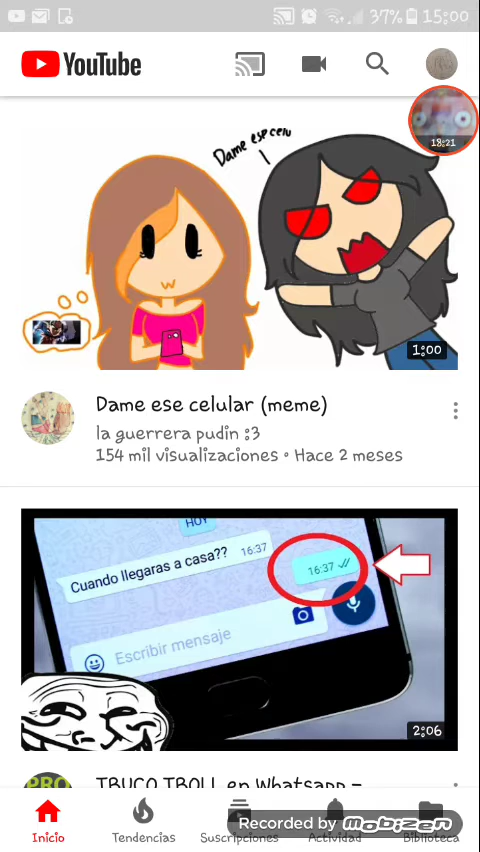 37% 15:00
YouTube
18:21
Dame ese celu
1:00
Dame ese celular (meme)
la guerrera pudin :3
154 mil visualizaciones • Hace 2 meses
HOY
Cuando llegaras a casa?? 16:37
16:37
Escribir mensaje
2:06
PRO
TRUCO TROLL en Whatsapp -
Inicio
Tendencias
Suscripciones
Actividad
Biblioteca
Recorded by MOBIZEN